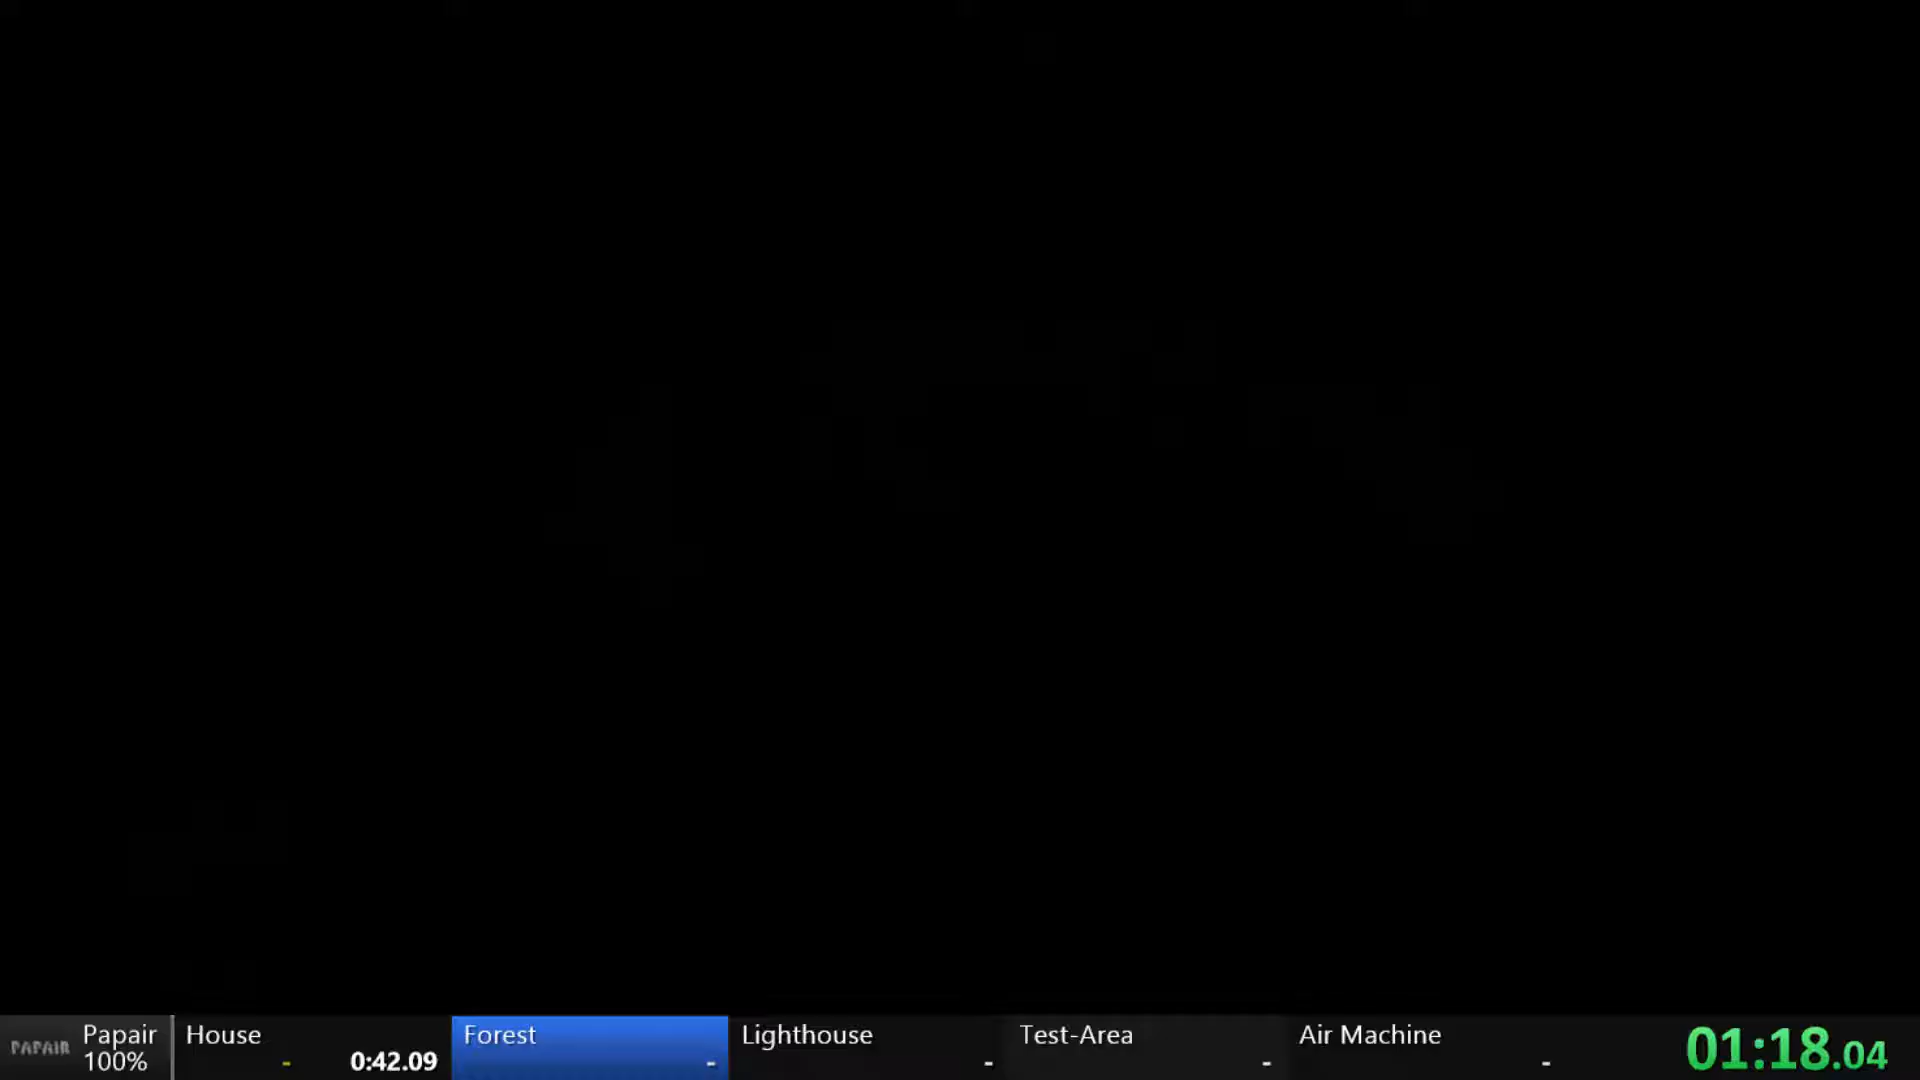 PAPAIR
Papair
100%
House
- 0:42.09
Forest
-
Lighthouse
-
Test-Area
-
Air Machine
-
01:18.04